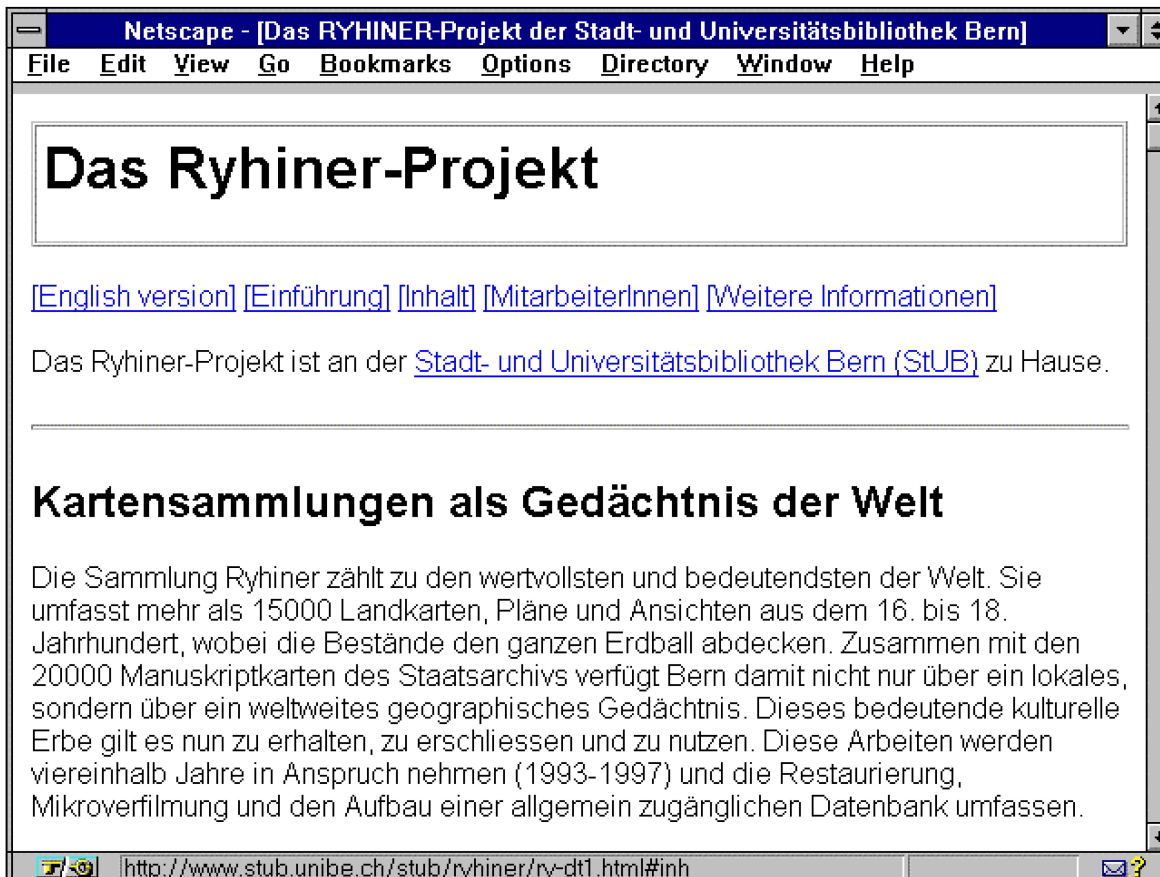 Netscape - [Das RYHINER-Projekt der Stadt- und Universitätsbibliothek Bern]
File Edit View Go Bookmarks Options Directory Window Help
Das Ryhiner-Projekt
[English version] [Einführung] [Inhalt] [MitarbeiterInnen] [Weitere Informationen]
Das Ryhiner-Projekt ist an der Stadt- und Universitätsbibliothek Bern (StUB) zu Hause.
Kartensammlungen als Gedächtnis der Welt
Die Sammlung Ryhiner zählt zu den wertvollsten und bedeutendsten der Welt. Sie
umfasst mehr als 15000 Landkarten, Pläne und Ansichten aus dem 16. bis 18.
Jahrhundert, wobei die Bestände den ganzen Erdball abdecken. Zusammen mit den
20000 Manuskriptkarten des Staatsarchivs verfügt Bern damit nicht nur über ein lokales,
sondern über ein weltweites geographisches Gedächtnis. Dieses bedeutende kulturelle
Erbe gilt es nun zu erhalten, zu erschliessen und zu nutzen. Diese Arbeiten werden
viereinhalb Jahre in Anspruch nehmen (1993-1997) und die Restaurierung,
Mikroverfilmung und den Aufbau einer allgemein zugänglichen Datenbank umfassen.
http://www.stub.unibe.ch/stub/ryhiner/ry-dt1.html#inh